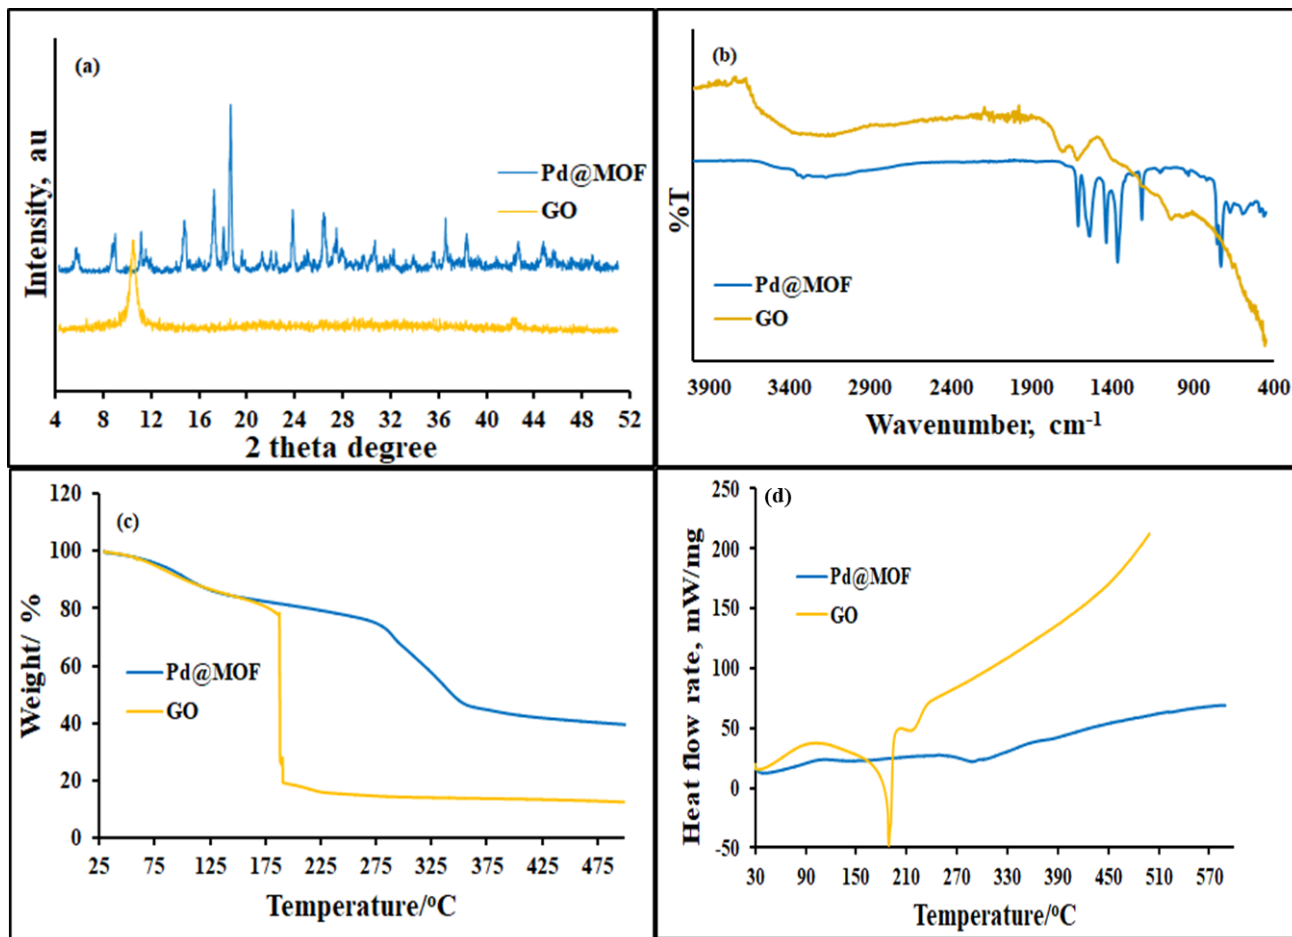 (a)
Intensity, au
Pd@MOF
GO
4 8 12 16 20 24 28 32 36 40 44 48 52
2 theta degree
(b)
%T
Pd@MOF
GO
3900 3400 2900 2400 1900 1400 900 400
Wavenumber, cm-1
(c)
Weight/ %
120
100
80
60
40
20
0
Pd@MOF
GO
25 75 125 175 225 275 325 375 425 475
Temperature/oC
(d)
Heat flow rate, mW/mg
250
200
150
100
50
0
-50
Pd@MOF
GO
30 90 150 210 270 330 390 450 510 570
Temperature/oC